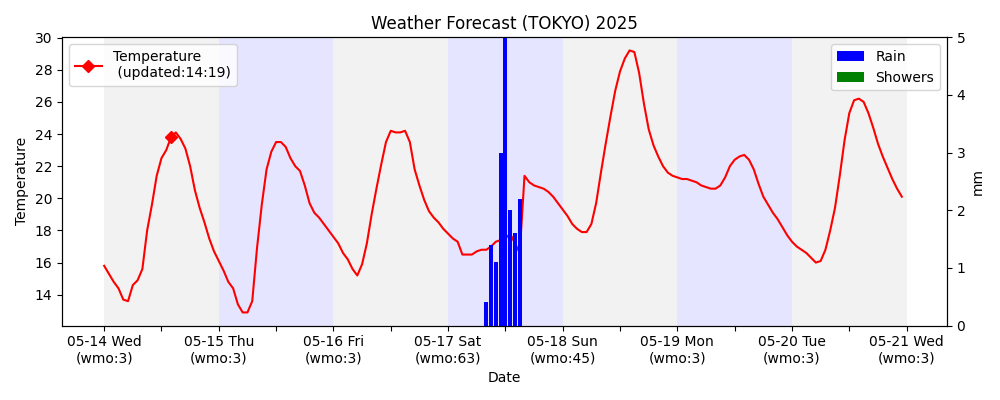 Weather Forecast (TOKYO) 2025
Temperature
(updated:14:19)
Rain
Showers
30
28
26
24
22
20
18
16
14
Temperature
5
4
3
2
1
0
mm
05-14 Wed
(wmo:3)
05-15 Thu
(wmo:3)
05-16 Fri
(wmo:3)
05-17 Sat
(wmo:63)
05-18 Sun
(wmo:45)
05-19 Mon
(wmo:3)
05-20 Tue
(wmo:3)
05-21 Wed
(wmo:3)
Date